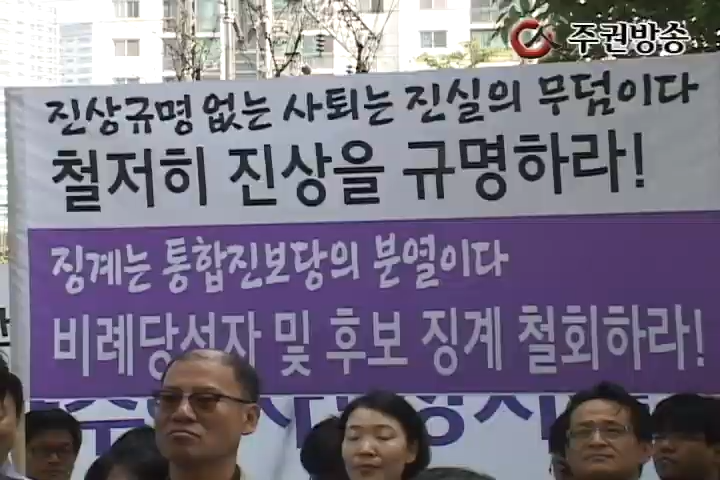 주권방송
진상규명 없는 사퇴는 진실의 무덤이다
철저히 진상을 규명하라!
징계는 통합진보당의 분열이다
비례당선자 및 후보 징계 철회하라!